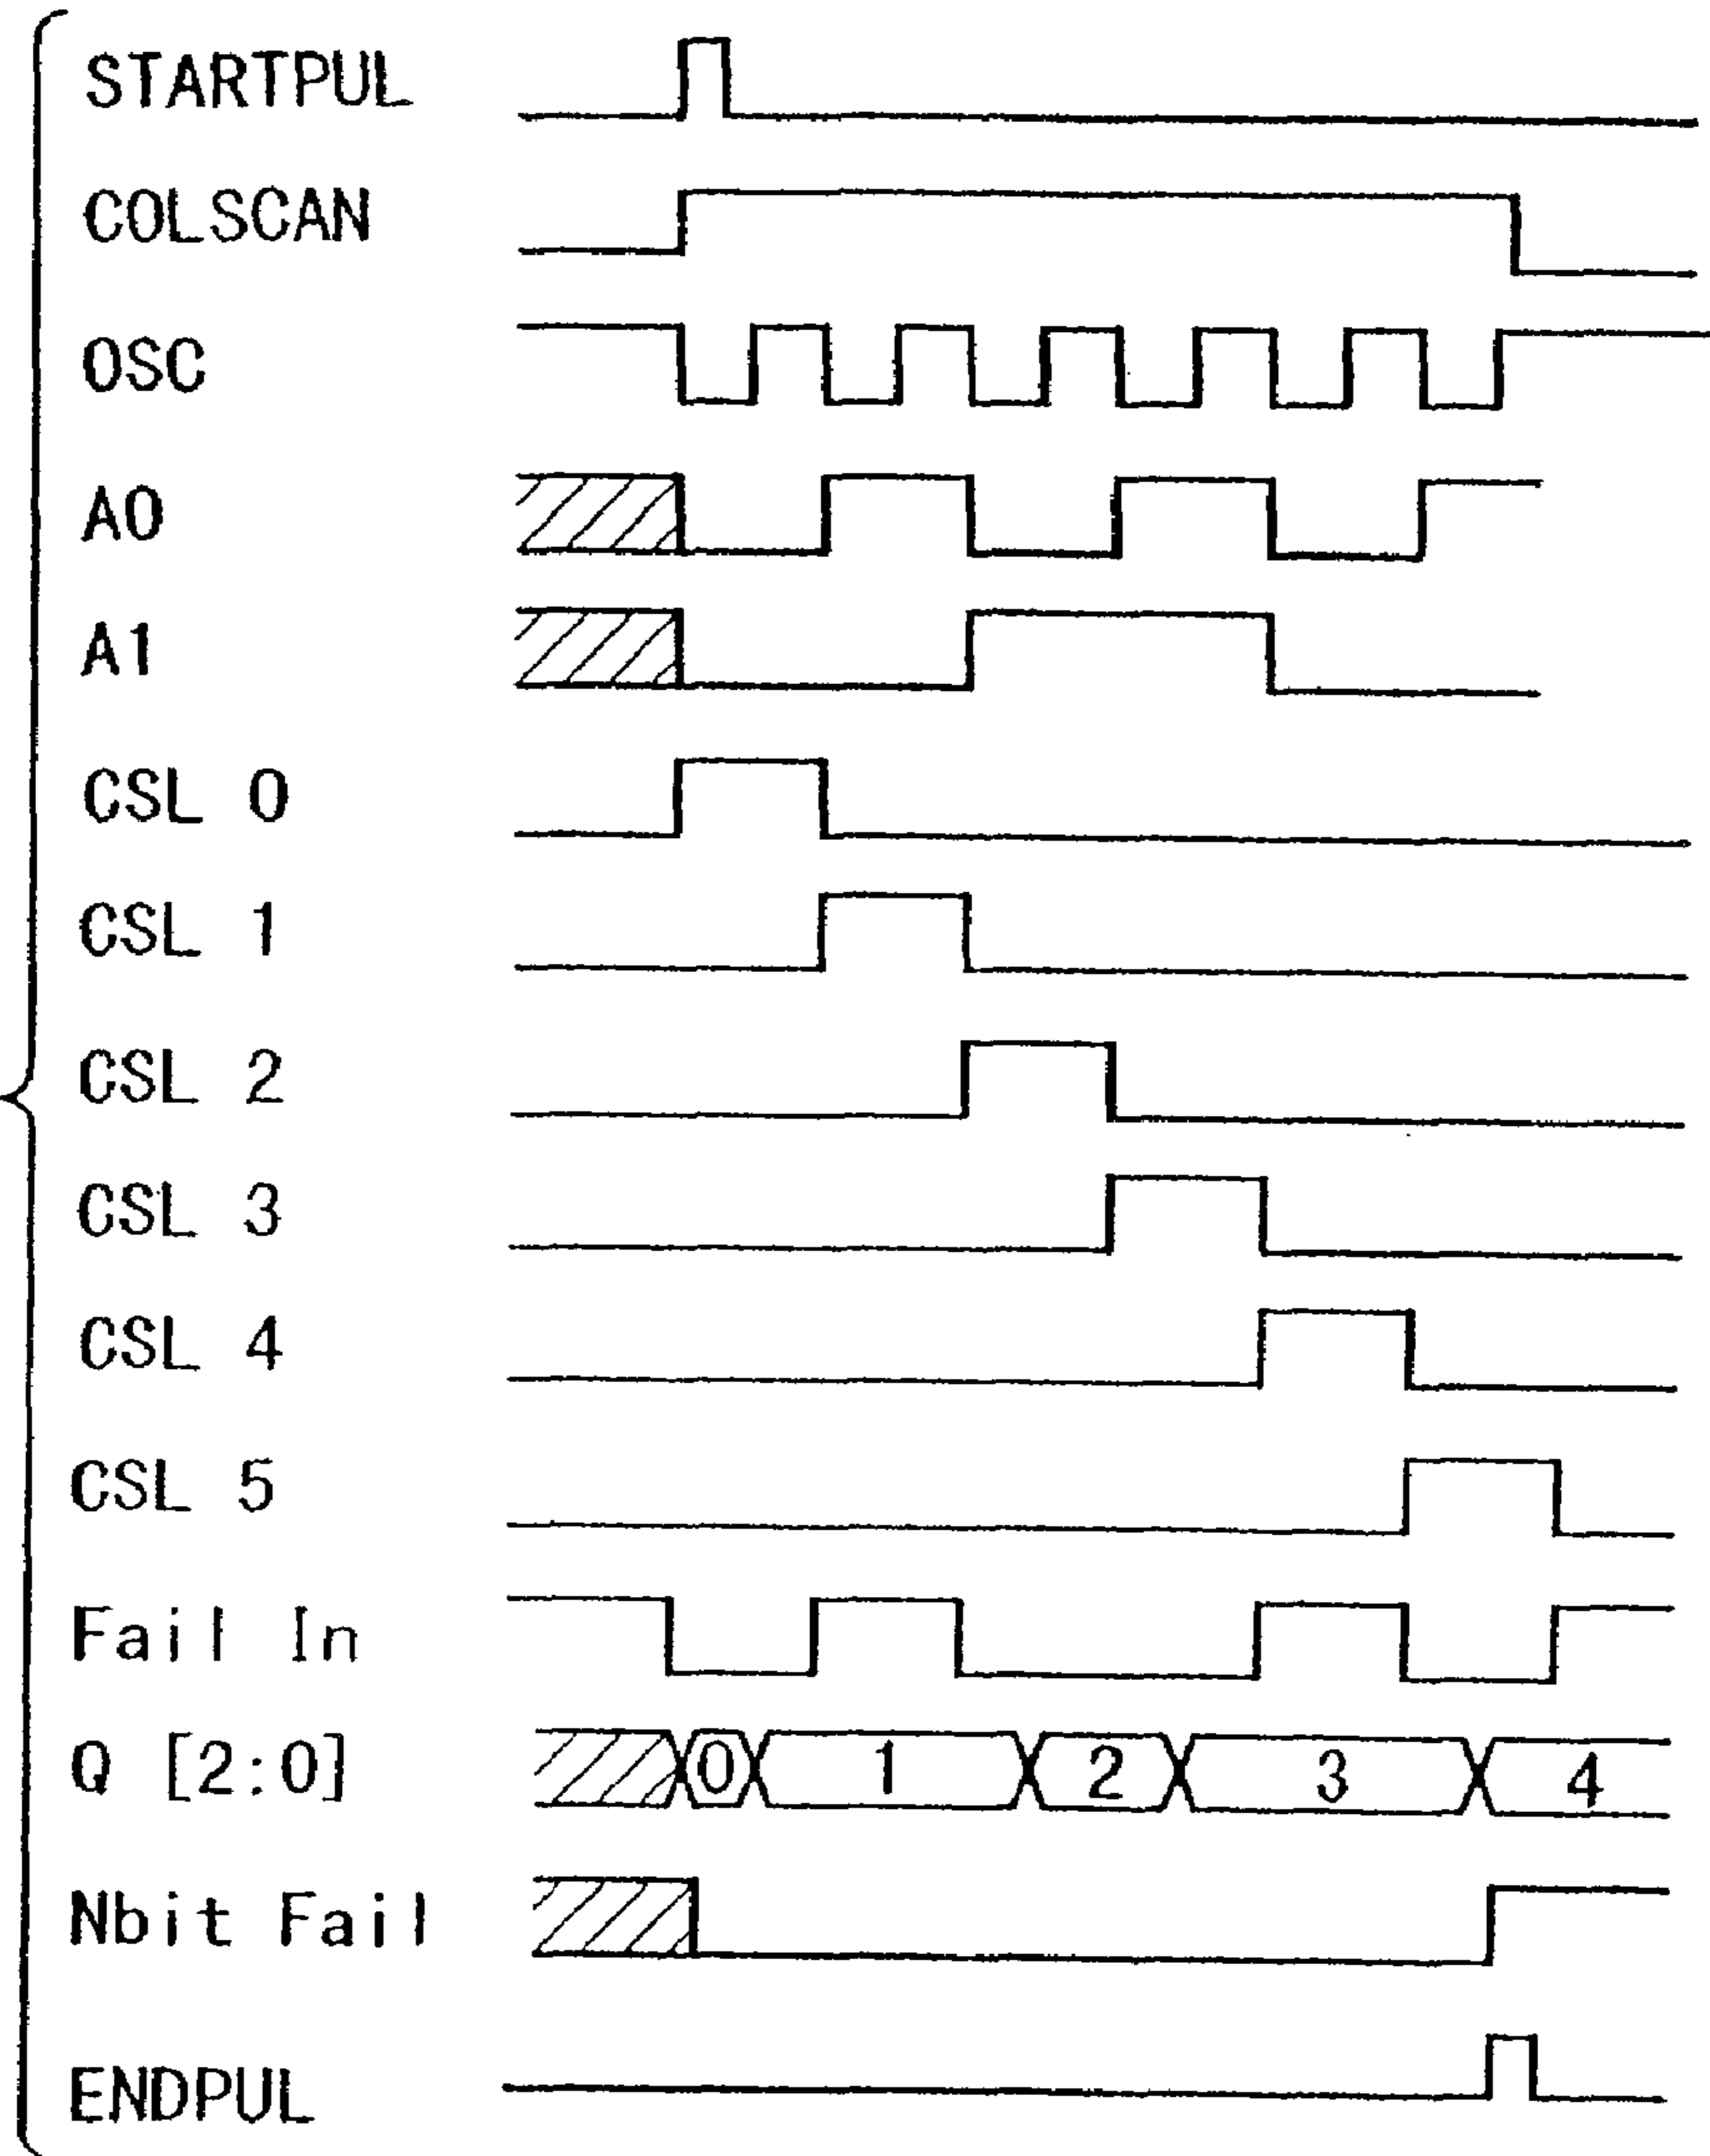 STARTPUL
COLSCAN
OSC
A0
A1
CSL 0
CSL 1
CSL 2
CSL 3
CSL 4
CSL 5
Fail In
Q [2:0] 0 1 2 3 4
Nbit Fail
ENDPUL